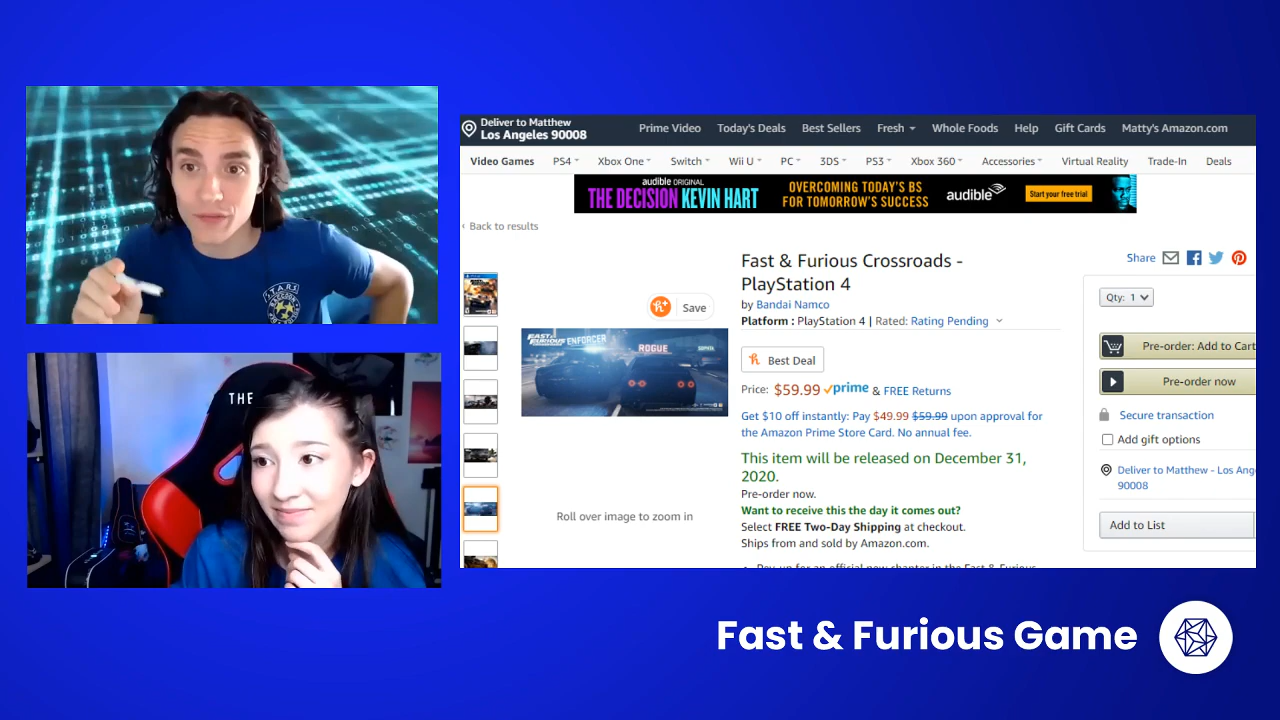 STARS
RACCOON
THE
Deliver to Matthew
Los Angeles 90008
Prime Video Today's Deals Best Sellers Fresh Whole Foods Help Gift Cards Matty's Amazon.com
Video Games PS4 Xbox One Switch Wii U PC 3DS PS3 Xbox 360 Accessories Virtual Reality Trade-In Deals
audible ORIGINAL
THE DECISION KEVIN HART
OVERCOMING TODAY'S BS
FOR TOMORROW'S SUCCESS
audible
Start your free trial
‹ Back to results
h+ Save
FAST & FURIOUS
ENFORCER
ROGUE
Roll over image to zoom in
Fast & Furious Crossroads -
PlayStation 4
by Bandai Namco
Platform : PlayStation 4 | Rated: Rating Pending
h Best Deal
Price: $59.99 prime & FREE Returns
Get $10 off instantly: Pay $49.99 $59.99 upon approval for
the Amazon Prime Store Card. No annual fee.
This item will be released on December 31,
2020.
Pre-order now.
Want to receive this the day it comes out?
Select FREE Two-Day Shipping at checkout.
Ships from and sold by Amazon.com.
Share
Qty: 1
Pre-order: Add to Cart
Pre-order now
Secure transaction
Add gift options
Deliver to Matthew - Los Ange
90008
Add to List
Fast & Furious Game